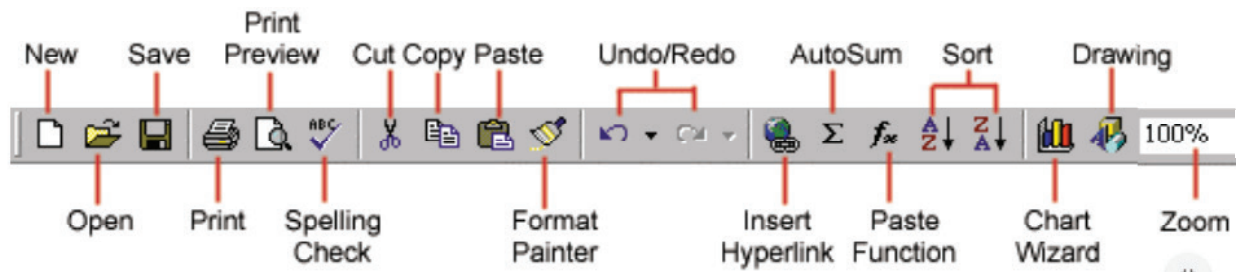 Print
New Save Preview Cut Copy Paste Undo/Redo AutoSum Sort Drawing
ABC Σ fx A Z Z A 100%
Open Print Spelling Format Insert Paste Chart Zoom
Check Painter Hyperlink Function Wizard